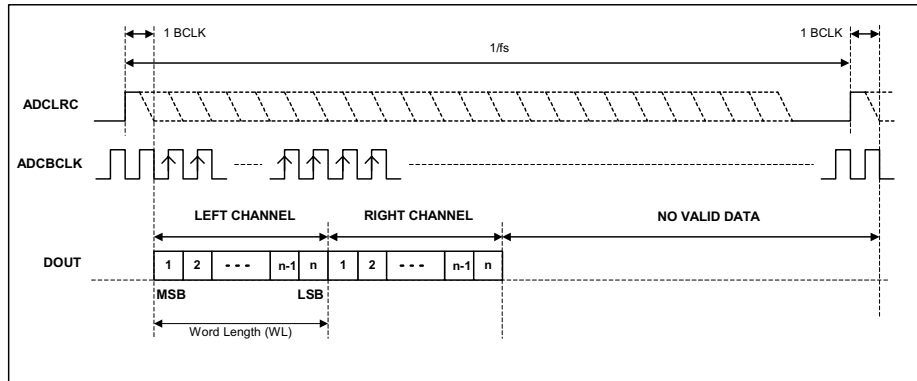 1 BCLK
1 BCLK
1/fs
ADCLRC
ADCBCLK
LEFT CHANNEL
RIGHT CHANNEL
NO VALID DATA
DOUT
1 2 - - - n-1 n 1 2 - - - n-1 n
MSB
LSB
Word Length (WL)